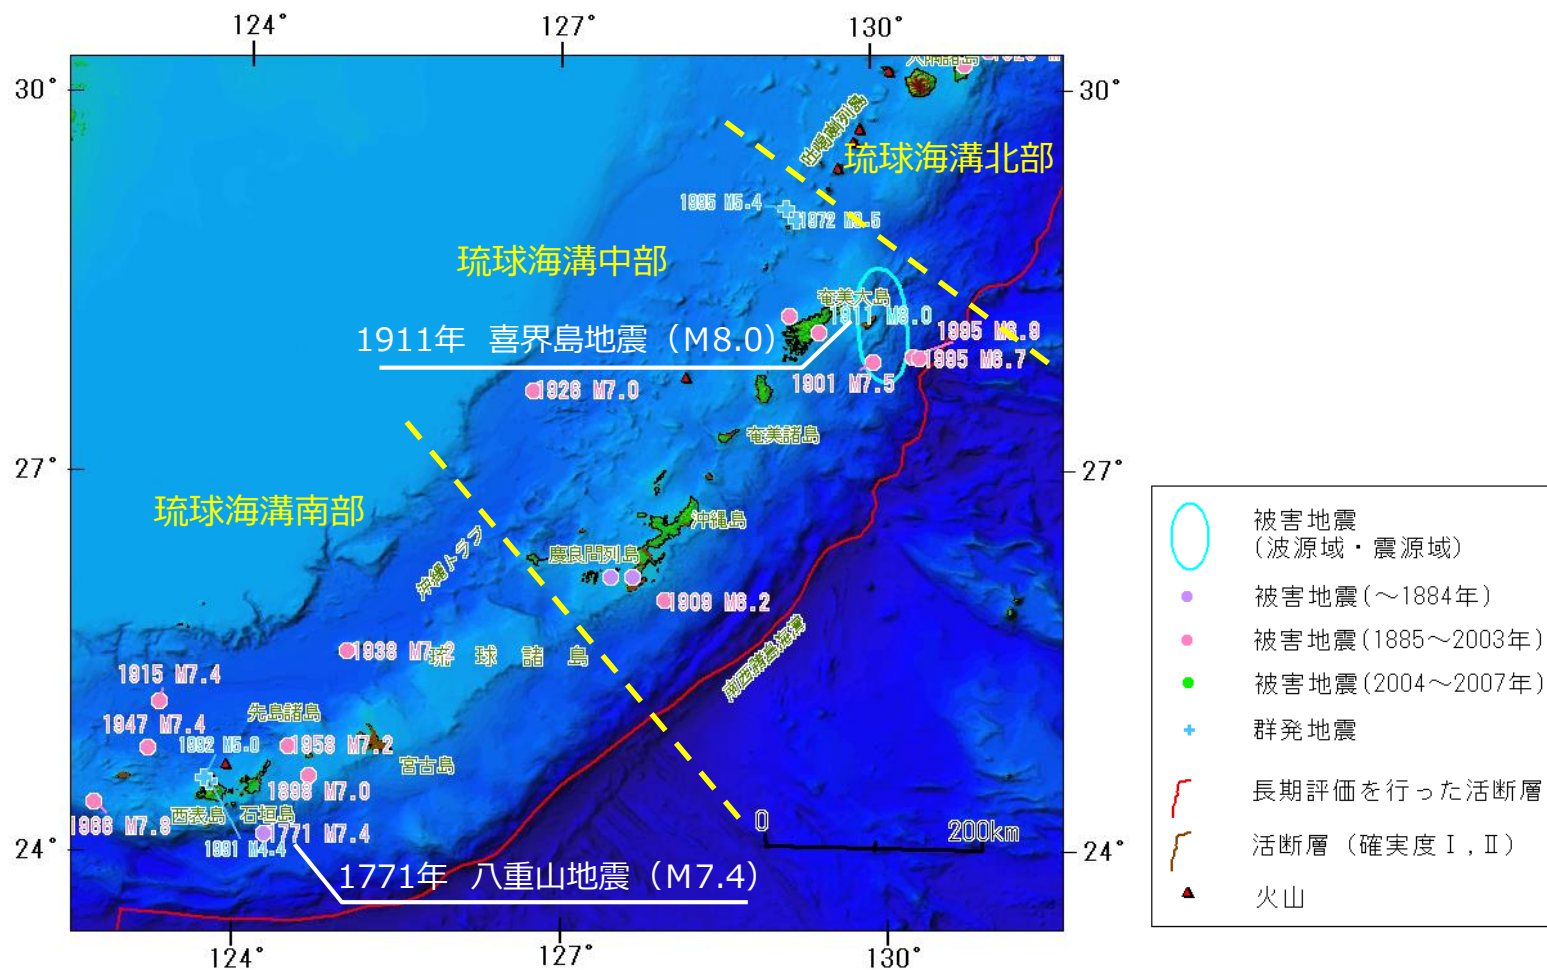 124°
127°
130°
30°
30°
大隅諸島
吐噶喇列島
琉球海溝北部
1995 M5.4
1972 M5.5
琉球海溝中部
奄美大島
1911 M8.0
1911年 喜界島地震（M8.0）
1995 M6.9
1995 M6.7
1901 M7.5
1926 M7.0
奄美諸島
27°
27°
琉球海溝南部
沖縄島
沖縄トラフ
慶良間列島
1909 M6.2
1938 M7.2
琉球諸島
南西諸島海溝
1915 M7.4
1947 M7.4
先島諸島
1992 M5.0
1958 M7.2
宮古島
1898 M7.0
西表島
石垣島
1966 M7.8
1771 M7.4
1991 M4.4
24°
24°
0
200km
1771年 八重山地震（M7.4）
124°
127°
130°
被害地震
(波源域・震源域)
被害地震(～1884年)
被害地震(1885～2003年)
被害地震(2004～2007年)
群発地震
長期評価を行った活断層
活断層（確実度Ⅰ,Ⅱ）
火山